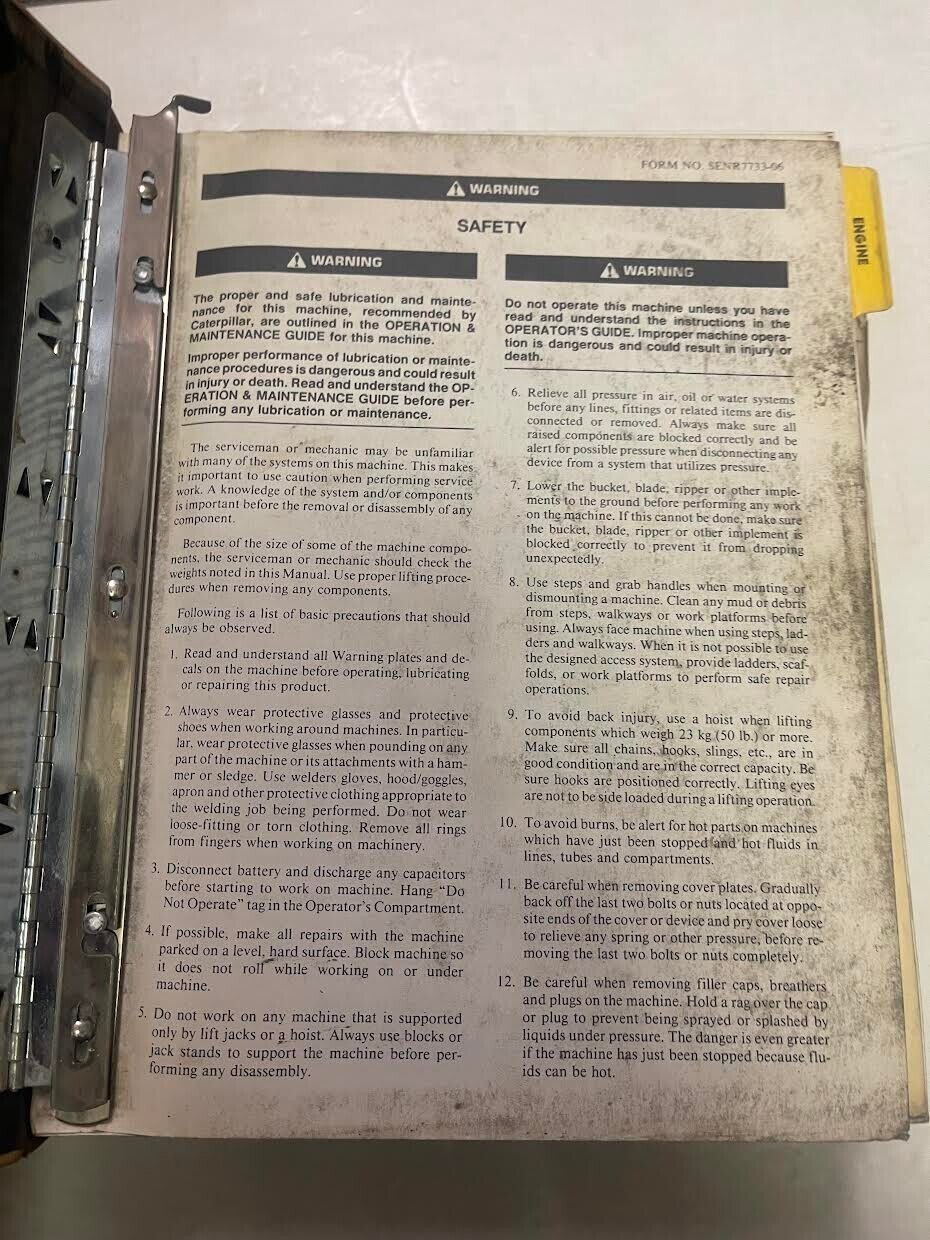 FORM NO. SENR7733-06
WARNING
SAFETY
WARNING
The proper and safe lubrication and mainte-
nance for this machine, recommended by
Caterpillar, are outlined in the OPERATION &
MAINTENANCE GUIDE for this machine.
Improper performance of lubrication or mainte-
nance procedures is dangerous and could result
in injury or death. Read and understand the OP-
ERATION & MAINTENANCE GUIDE before per-
forming any lubrication or maintenance.
The serviceman or mechanic may be unfamiliar
with many of the systems on this machine. This makes
it important to use caution when performing service
work. A knowledge of the system and/or components
is important before the removal or disassembly of any
component.
Because of the size of some of the machine compo-
nents, the serviceman or mechanic should check the
weights noted in this Manual. Use proper lifting proce-
dures when removing any components.
Following is a list of basic precautions that should
always be observed.
1. Read and understand all Warning plates and de-
cals on the machine before operating, lubricating
or repairing this product.
2. Always wear protective glasses and protective
shoes when working around machines. In particu-
lar, wear protective glasses when pounding on any
part of the machine or its attachments with a ham-
mer or sledge. Use welders gloves, hood/goggles,
apron and other protective clothing appropriate to
the welding job being performed. Do not wear
loose-fitting or torn clothing. Remove all rings
from fingers when working on machinery.
3. Disconnect battery and discharge any capacitors
before starting to work on machine. Hang "Do
Not Operate" tag in the Operator's Compartment.
4. If possible, make all repairs with the machine
parked on a level, hard surface. Block machine so
it does not roll while working on or under
machine.
5. Do not work on any machine that is supported
only by lift jacks or a hoist. Always use blocks or
jack stands to support the machine before per-
forming any disassembly.
WARNING
Do not operate this machine unless you have
read and understand the instructions in the
OPERATOR'S GUIDE. Improper machine opera-
tion is dangerous and could result in injury or
death.
6. Relieve all pressure in air, oil or water systems
before any lines, fittings or related items are dis-
connected or removed. Always make sure all
raised components are blocked correctly and be
alert for possible pressure when disconnecting any
device from a system that utilizes pressure.
7. Lower the bucket, blade, ripper or other imple-
ments to the ground before performing any work
on the machine. If this cannot be done, make sure
the bucket, blade, ripper or other implement is
blocked correctly to prevent it from dropping
unexpectedly.
8. Use steps and grab handles when mounting or
dismounting a machine. Clean any mud or debris
from steps, walkways or work platforms before
using. Always face machine when using steps, lad-
ders and walkways. When it is not possible to use
the designed access system, provide ladders, scaf-
folds, or work platforms to perform safe repair
operations.
9. To avoid back injury, use a hoist when lifting
components which weigh 23 kg (50 lb.) or more.
Make sure all chains, hooks, slings, etc., are in
good condition and are in the correct capacity. Be
sure hooks are positioned correctly. Lifting eyes
are not to be side loaded during a lifting operation.
10. To avoid burns, be alert for hot parts on machines
which have just been stopped and hot fluids in
lines, tubes and compartments.
11. Be careful when removing cover plates. Gradually
back off the last two bolts or nuts located at oppo-
site ends of the cover or device and pry cover loose
to relieve any spring or other pressure, before re-
moving the last two bolts or nuts completely.
12. Be careful when removing filler caps, breathers
and plugs on the machine. Hold a rag over the cap
or plug to prevent being sprayed or splashed by
liquids under pressure. The danger is even greater
if the machine has just been stopped because flu-
ids can be hot.
ENGINE